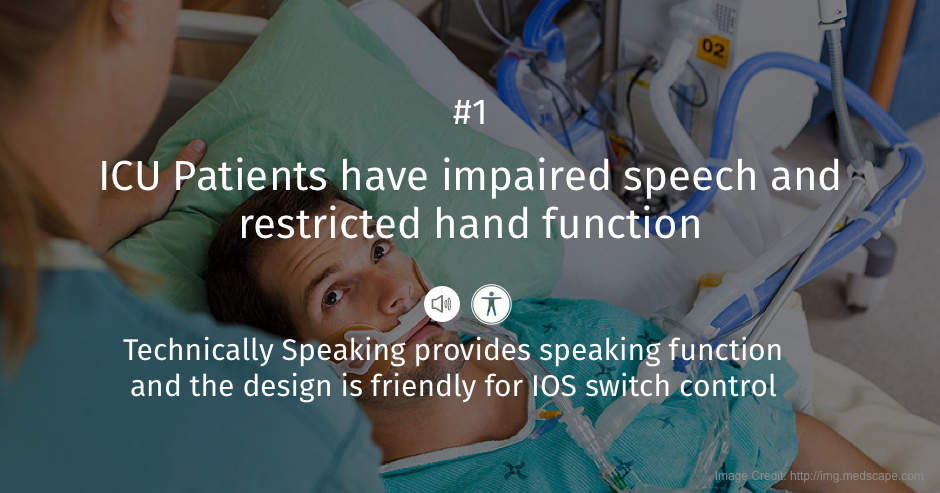 02
#1
ICU Patients have impaired speech and
restricted hand function
Technically Speaking provides speaking function
and the design is friendly for IOS switch control
Image Credit: http://img.medscape.com